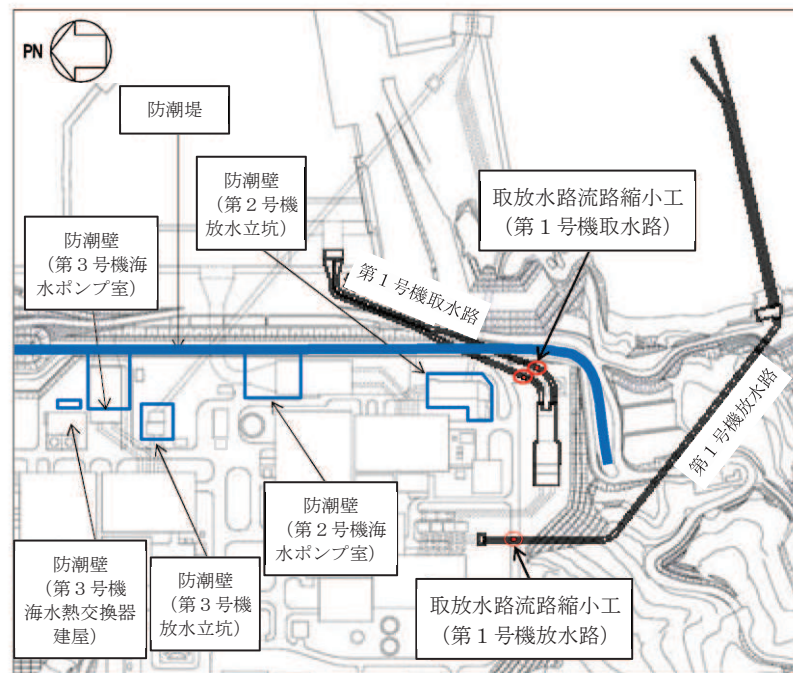 PN
防潮堤
防潮壁
（第２号機
放水立坑）
取放水路流路縮小工
（第１号機取水路）
防潮壁
（第３号機海
水ポンプ室）
第１号機取水路
第１号機放水路
防潮壁
（第２号機海
水ポンプ室）
防潮壁
（第３号機
海水熱交換器
建屋）
防潮壁
（第３号機
放水立坑）
取放水路流路縮小工
（第１号機放水路）